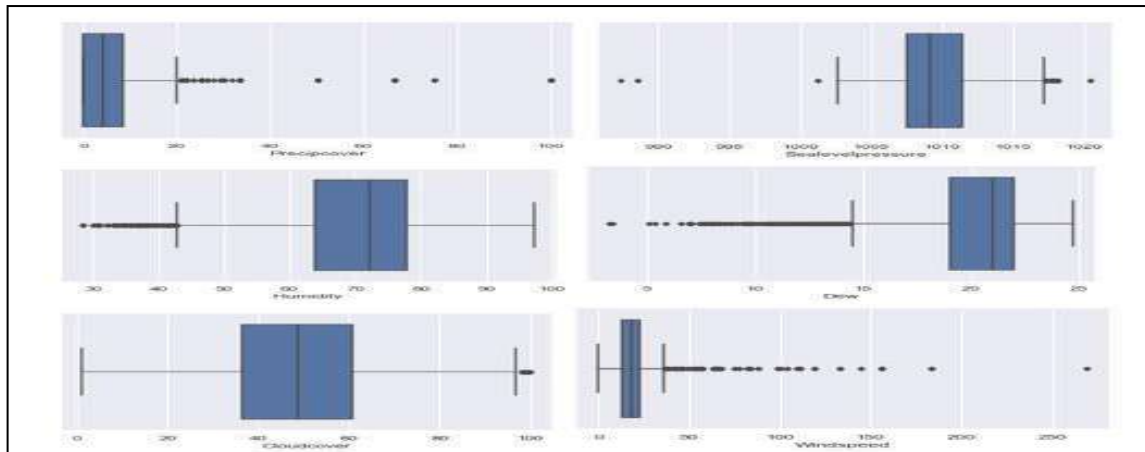 0 20 40 60 80 100
Precipcover
990 995 1000 1005 1010 1015 1020
Sealevelpressure
30 40 50 60 70 80 90 100
Humidity
5 10 15 20 25
Dew
0 20 40 60 80 100
Cloudcover
0 50 100 150 200 250
Windspeed